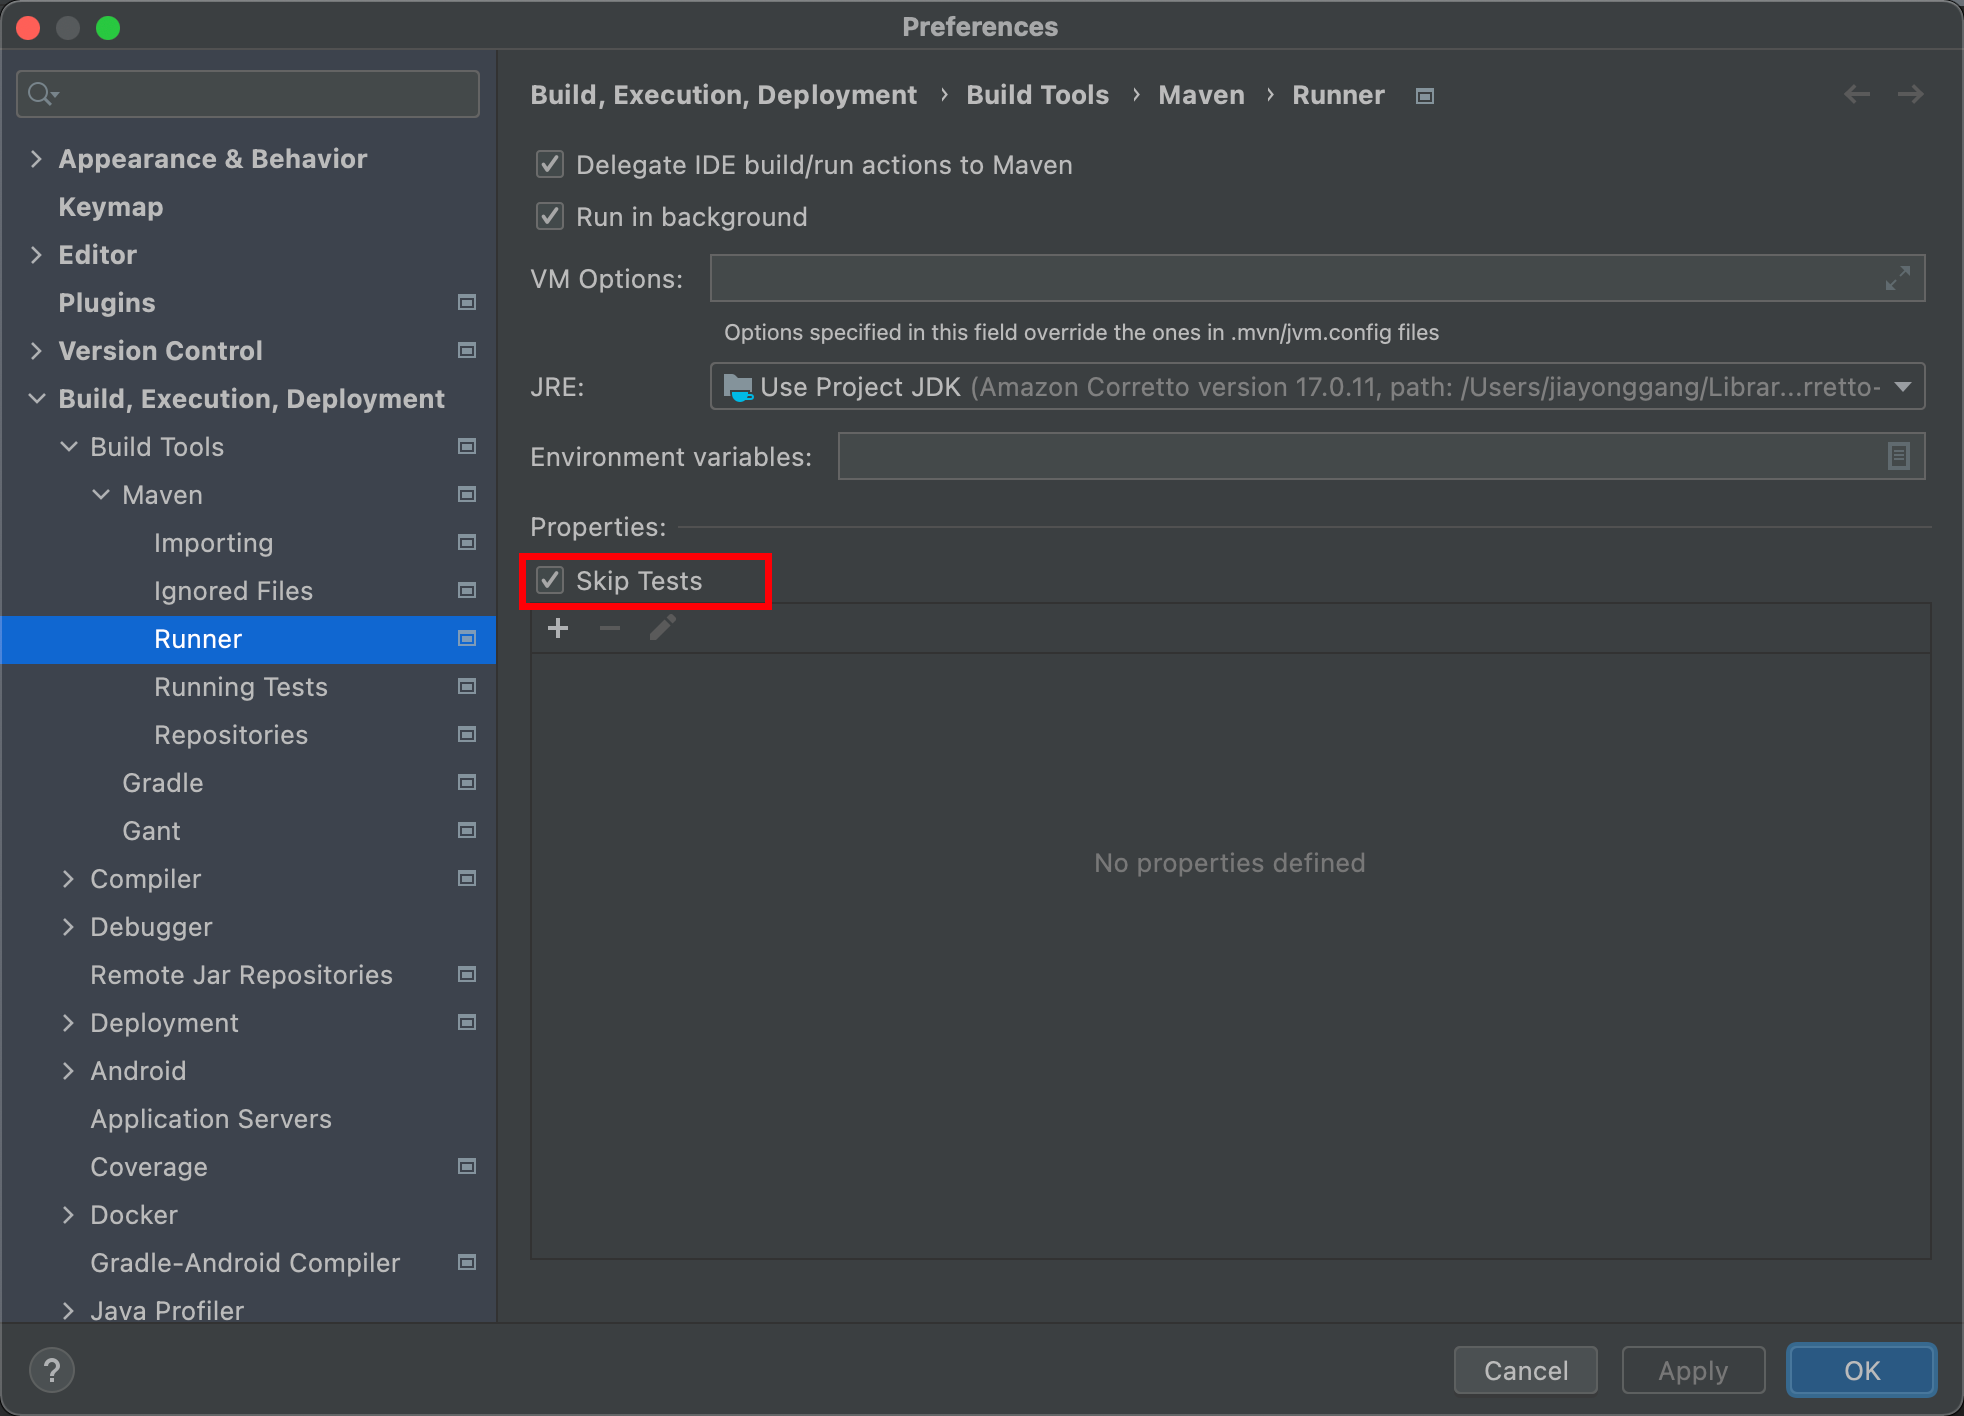 Preferences
Appearance & Behavior
Keymap
Editor
Plugins
Version Control
Build, Execution, Deployment
Build Tools
Maven
Importing
Ignored Files
Runner
Running Tests
Repositories
Gradle
Gant
Compiler
Debugger
Remote Jar Repositories
Deployment
Android
Application Servers
Coverage
Docker
Gradle-Android Compiler
Java Profiler
Build, Execution, Deployment › Build Tools › Maven › Runner
Delegate IDE build/run actions to Maven
Run in background
VM Options:
Options specified in this field override the ones in .mvn/jvm.config files
JRE: Use Project JDK (Amazon Corretto version 17.0.11, path: /Users/jiayonggang/Librar...rretto-
Environment variables:
Properties:
Skip Tests
No properties defined
?
Cancel
Apply
OK